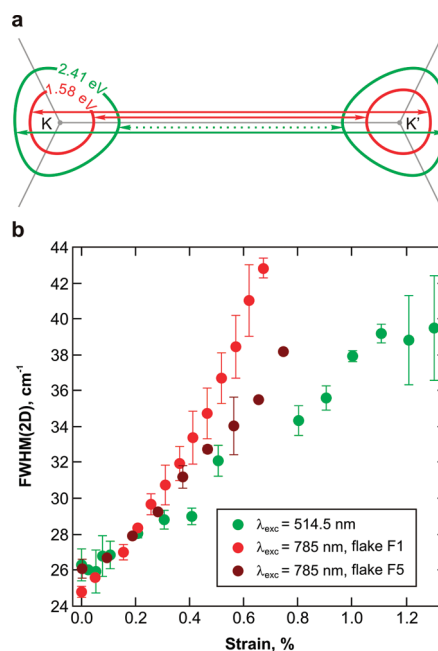 a
2.41 eV
1.58 eV
K
K'
b
44
42
40
38
36
34
32
30
28
26
24
FWHM(2D), cm⁻¹
λexc = 514.5 nm
λexc = 785 nm, flake F1
λexc = 785 nm, flake F5
0.0 0.2 0.4 0.6 0.8 1.0 1.2
Strain, %